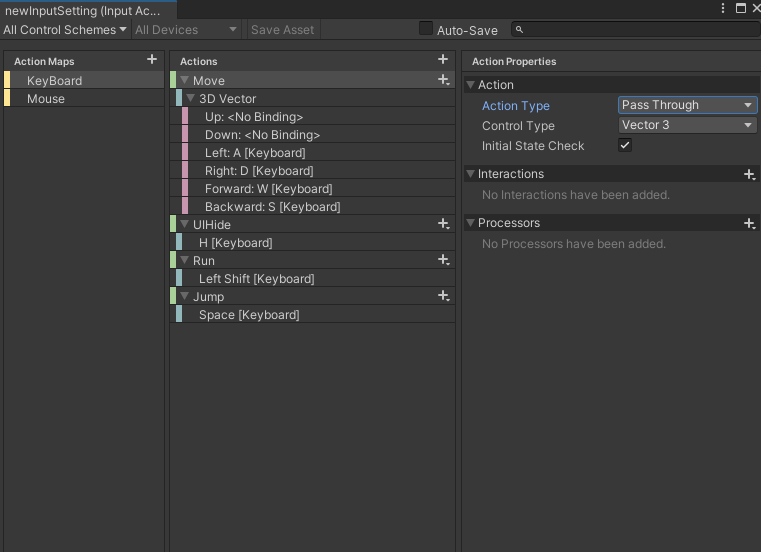 newInputSetting (Input Ac...
All Control Schemes All Devices Save Asset Auto-Save
Action Maps
KeyBoard
Mouse
Actions
Move
3D Vector
Up: <No Binding>
Down: <No Binding>
Left: A [Keyboard]
Right: D [Keyboard]
Forward: W [Keyboard]
Backward: S [Keyboard]
UIHide
H [Keyboard]
Run
Left Shift [Keyboard]
Jump
Space [Keyboard]
Action Properties
Action
Action Type Pass Through
Control Type Vector 3
Initial State Check
Interactions
No Interactions have been added.
Processors
No Processors have been added.